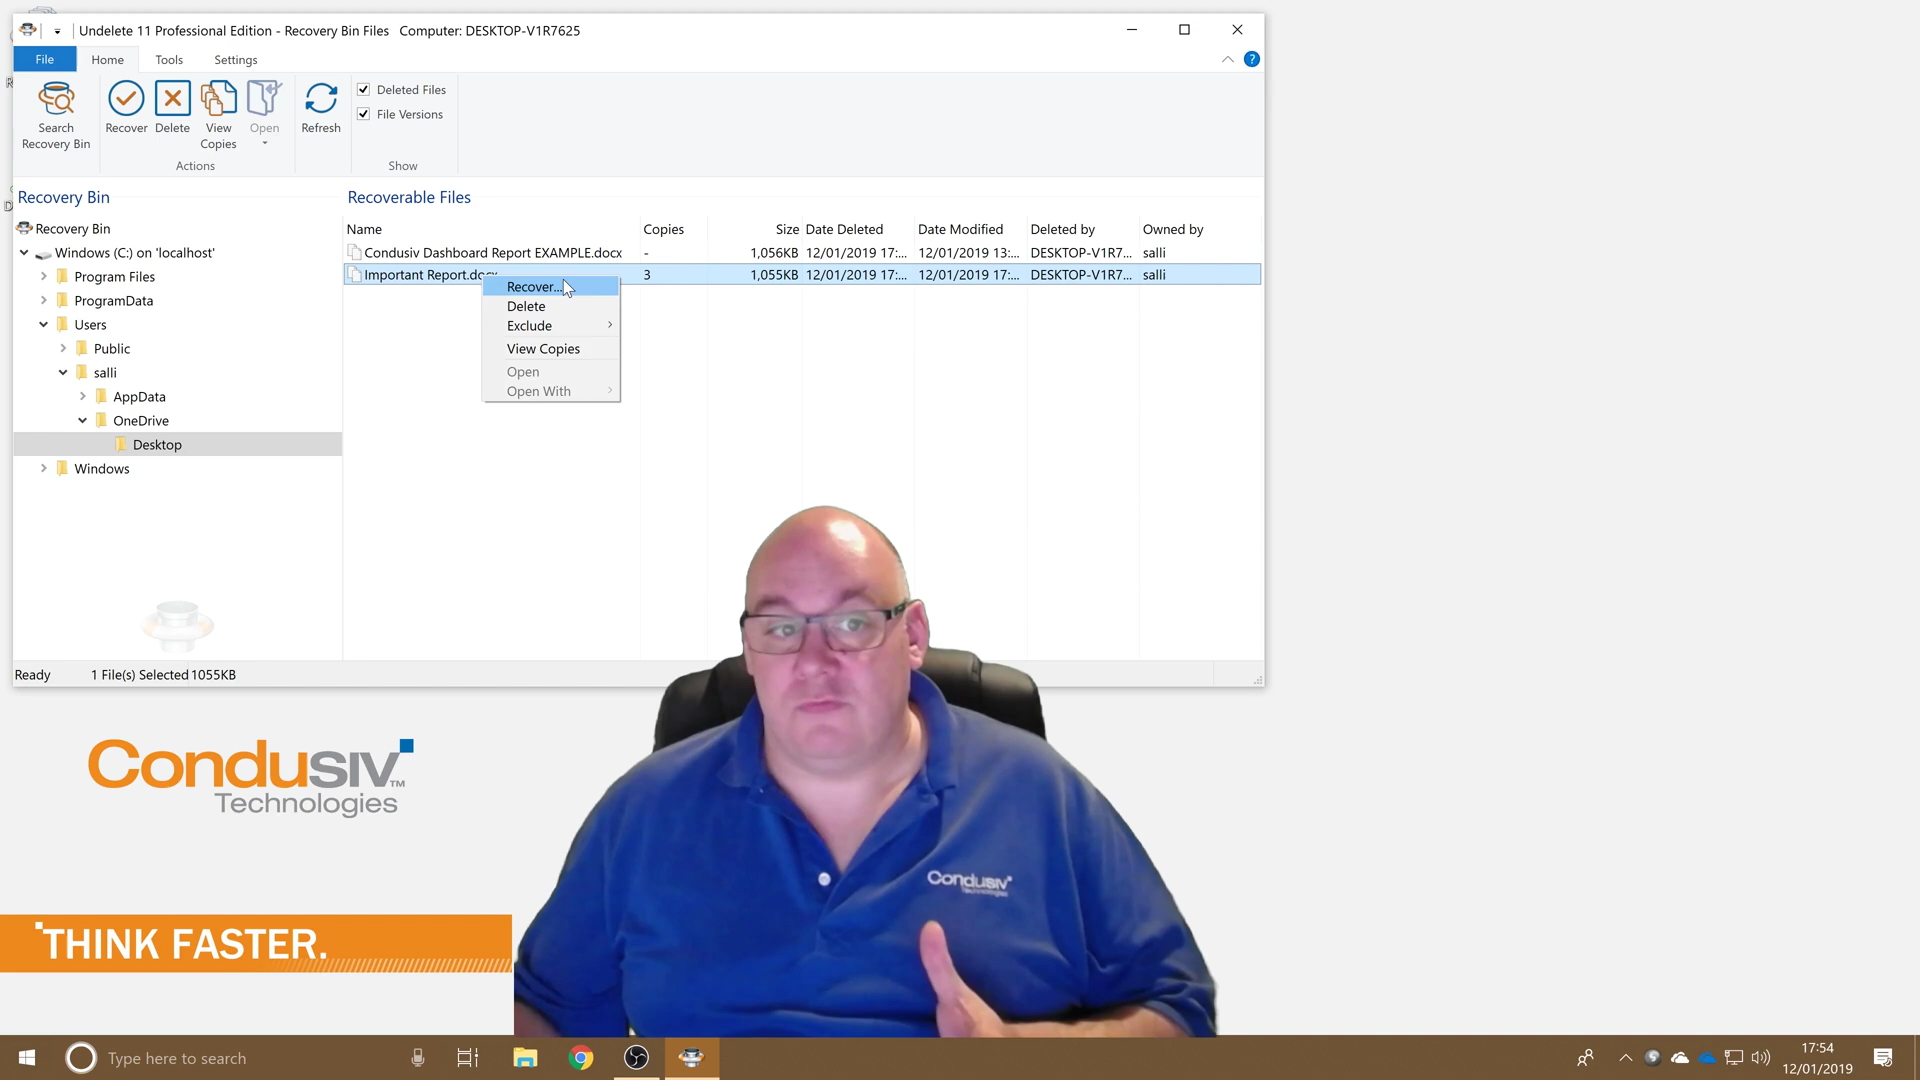 Undelete 11 Professional Edition - Recovery Bin Files Computer: DESKTOP-V1R7625
File Home Tools Settings
Search Recovery Bin
Recover
Delete
View Copies
Open
Refresh
Deleted Files
File Versions
Actions
Show
Recovery Bin
Recovery Bin
Windows (C:) on 'localhost'
Program Files
ProgramData
Users
Public
salli
AppData
OneDrive
Desktop
Windows
Recoverable Files
Name Copies Size Date Deleted Date Modified Deleted by Owned by
Condusiv Dashboard Report EXAMPLE.docx - 1,056KB 12/01/2019 17:... 12/01/2019 13:... DESKTOP-V1R7... salli
Important Report.docx 3 1,055KB 12/01/2019 17:... 12/01/2019 17:... DESKTOP-V1R7... salli
Recover...
Delete
Exclude
View Copies
Open
Open With
Ready 1 File(s) Selected 1055KB
Condusiv™
Technologies
Condusiv
Technologies
THINK FASTER.
Type here to search
17:54
12/01/2019